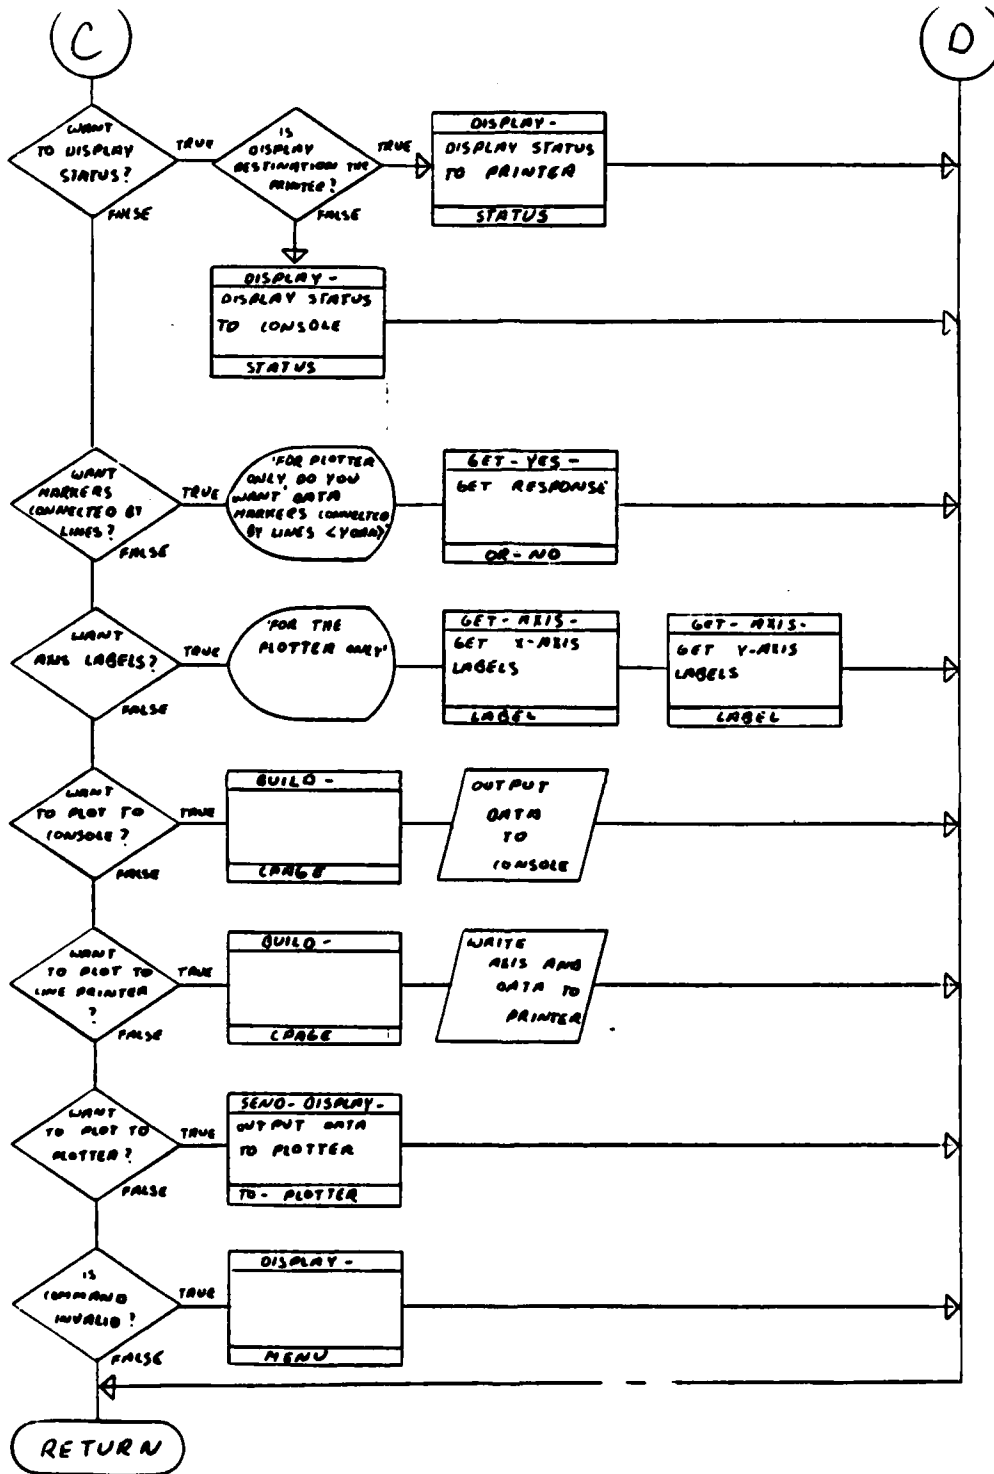 C
D
WANT
TO DISPLAY
STATUS?
TRUE
FALSE
IS
DISPLAY
DESTINATION THE
PRINTER?
TRUE
FALSE
DISPLAY-
DISPLAY STATUS
TO PRINTER
STATUS
DISPLAY-
DISPLAY STATUS
TO CONSOLE
STATUS
WANT
MARKERS
CONNECTED BY
LINES?
TRUE
FALSE
'FOR PLOTTER
ONLY, DO YOU
WANT DATA
MARKERS CONNECTED
BY LINES <YORN>'
GET-YES-
GET RESPONSE
OR-NO
WANT
AXIS LABELS?
TRUE
FALSE
'FOR THE
PLOTTER ONLY'
GET-AXIS-
GET X-AXIS
LABELS
LABEL
GET-AXIS-
GET Y-AXIS
LABELS
LABEL
WANT
TO PLOT TO
CONSOLE?
TRUE
FALSE
BUILD-
CPAGE
OUTPUT
DATA
TO
CONSOLE
WANT
TO PLOT TO
LINE PRINTER
?
TRUE
FALSE
BUILD-
CPAGE
WRITE
AXIS AND
DATA TO
PRINTER
WANT
TO PLOT TO
PLOTTER?
TRUE
FALSE
SEND-DISPLAY-
OUTPUT DATA
TO PLOTTER
TO-PLOTTER
IS
COMMAND
INVALID?
TRUE
FALSE
DISPLAY-
MENU
RETURN